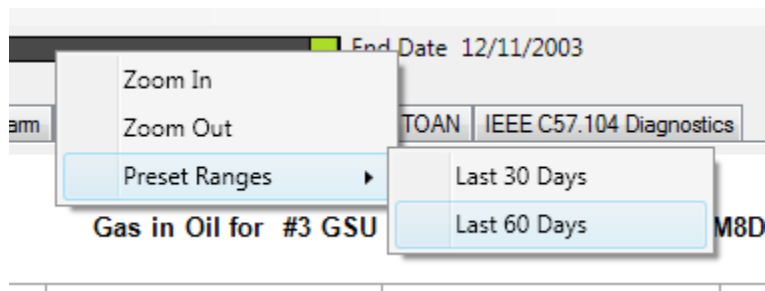 End Date 12/11/2003
Zoom In
Zoom Out
TOAN IEEE C57.104 Diagnostics
Preset Ranges
Last 30 Days
Gas in Oil for #3 GSU
Last 60 Days
M8D